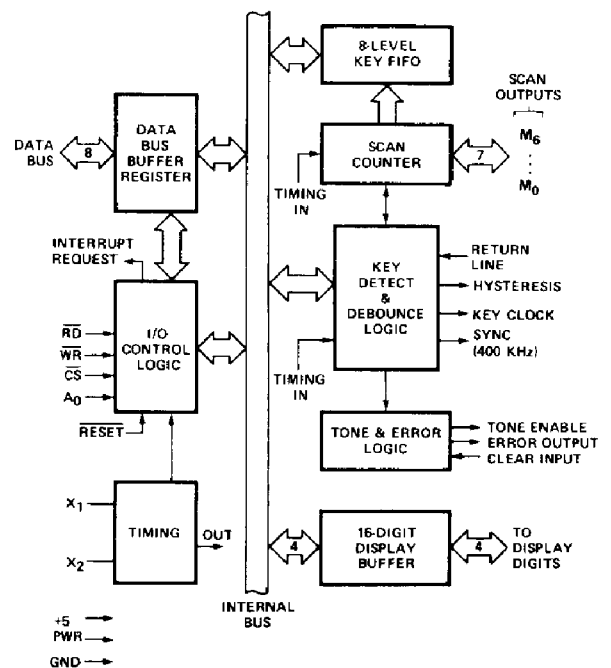 8-LEVEL
KEY FIFO
SCAN
OUTPUTS
DATA
BUS
8
DATA
BUS
BUFFER
REGISTER
SCAN
COUNTER
7
M6
M0
TIMING
IN
INTERRUPT
REQUEST
KEY
DETECT
&
DEBOUNCE
LOGIC
RETURN
LINE
HYSTERESIS
KEY CLOCK
SYNC
(400 KHz)
I/O
CONTROL
LOGIC
RD
WR
CS
A0
RESET
TIMING
IN
TONE & ERROR
LOGIC
TONE ENABLE
ERROR OUTPUT
CLEAR INPUT
X1
X2
TIMING
OUT
4
16-DIGIT
DISPLAY
BUFFER
4
TO
DISPLAY
DIGITS
INTERNAL
BUS
+5
PWR
GND